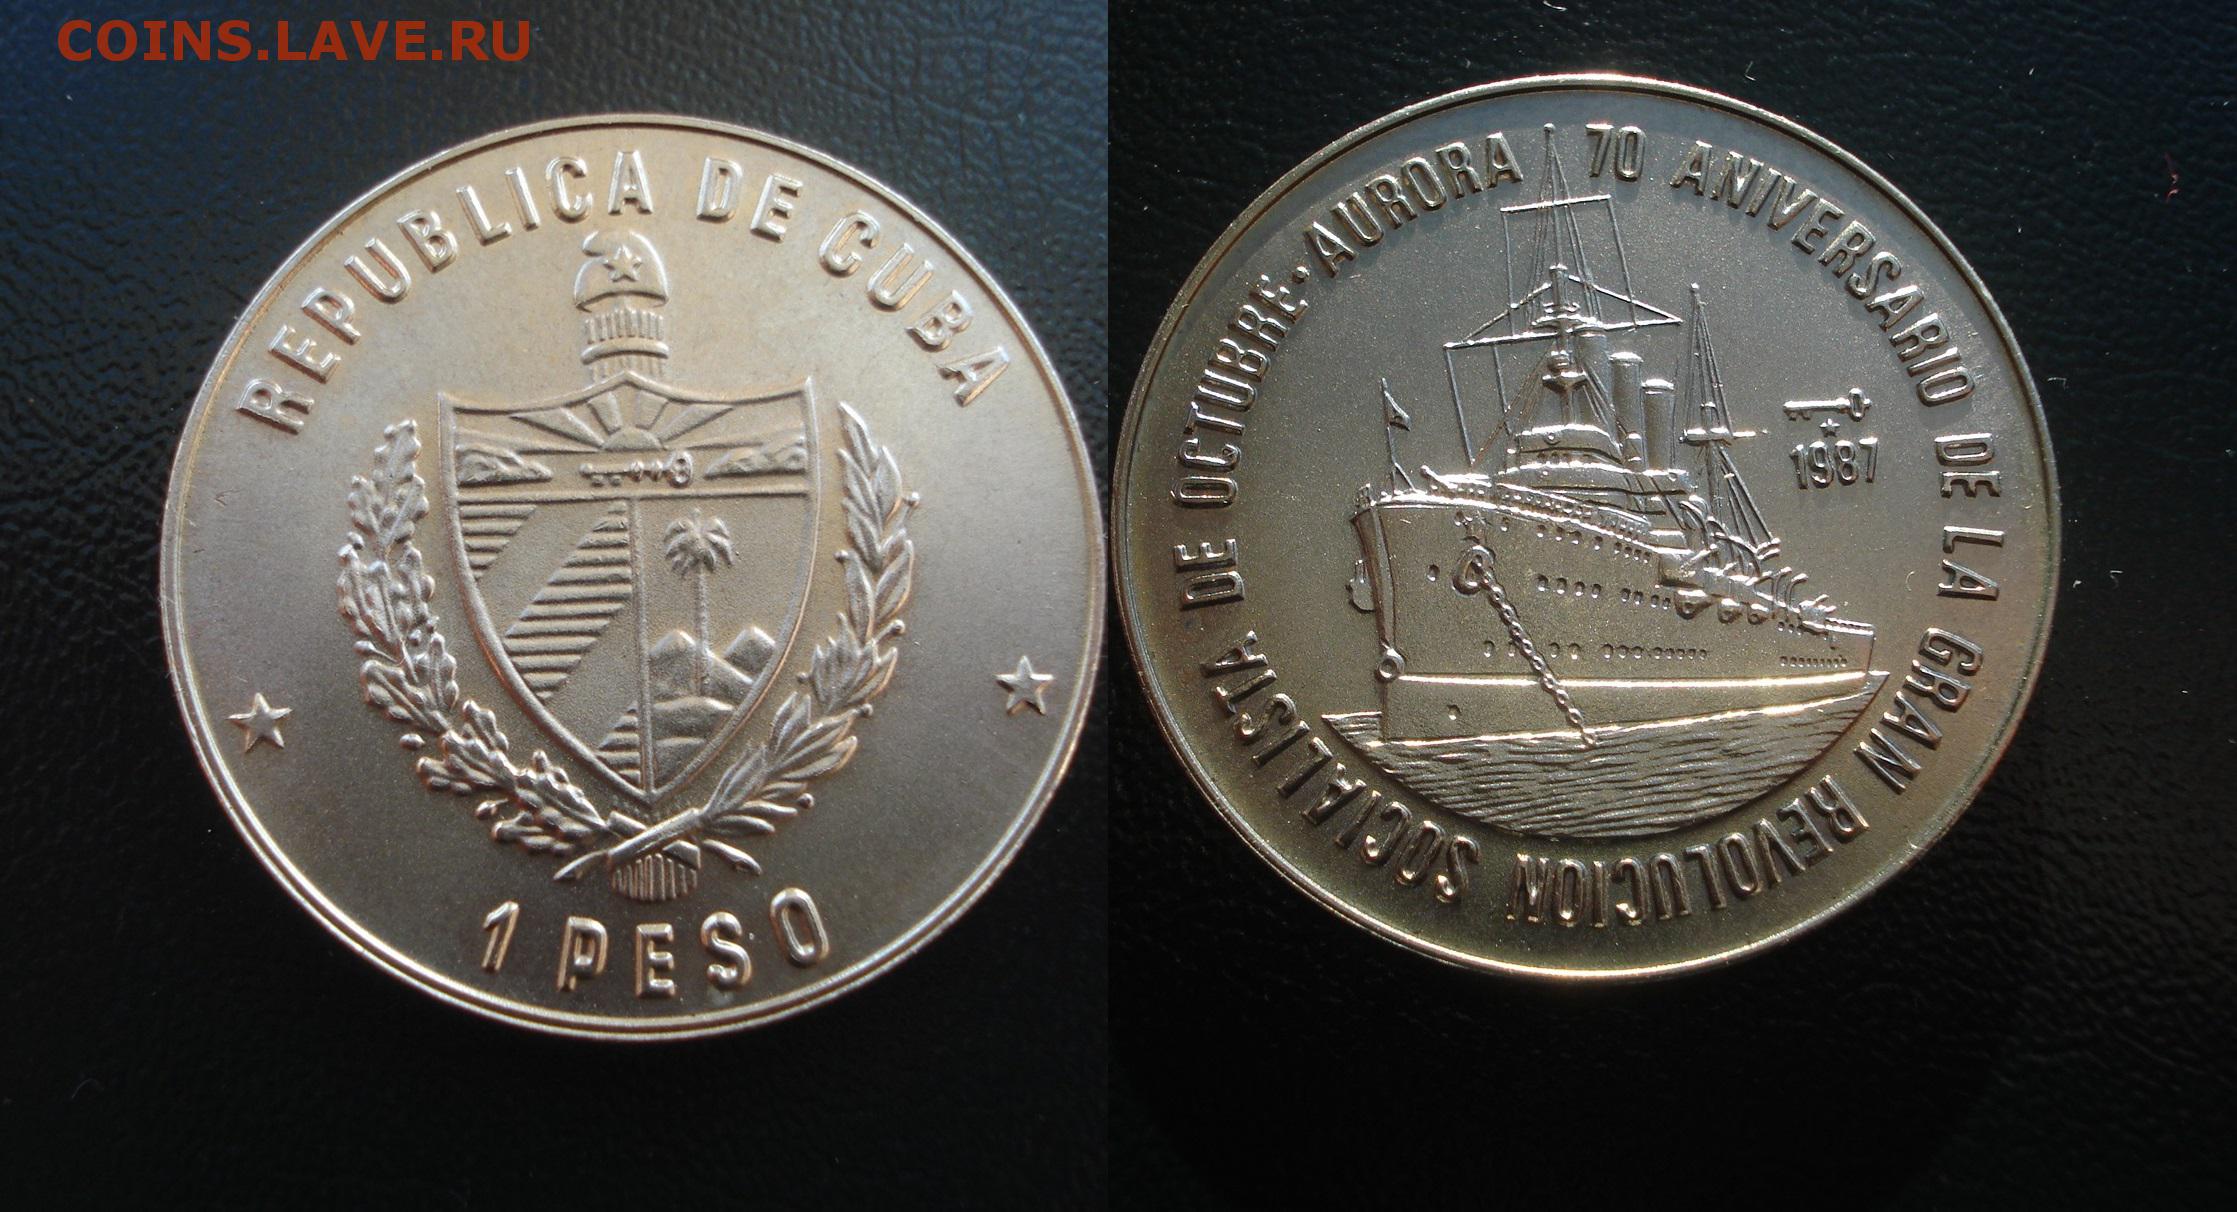 COINS.LAVE.RU
REPUBLICA DE CUBA
1 PESO
70 ANIVERSARIO DE LA GRAN REVOLUCION SOCIALISTA DE OCTUBRE · AURORA
1987